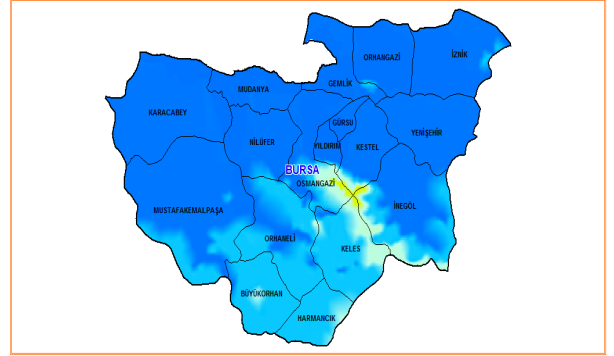 ORHANGAZİ
İZNİK
GEMLİK
MUDANYA
KARACABEY
GÜRSU
YENİŞEHİR
NİLÜFER
YILDIRIM
KESTEL
BURSA
OSMANGAZİ
İNEGÖL
MUSTAFAKEMALPAŞA
ORHANELİ
KELES
BÜYÜKORHAN
HARMANCIK